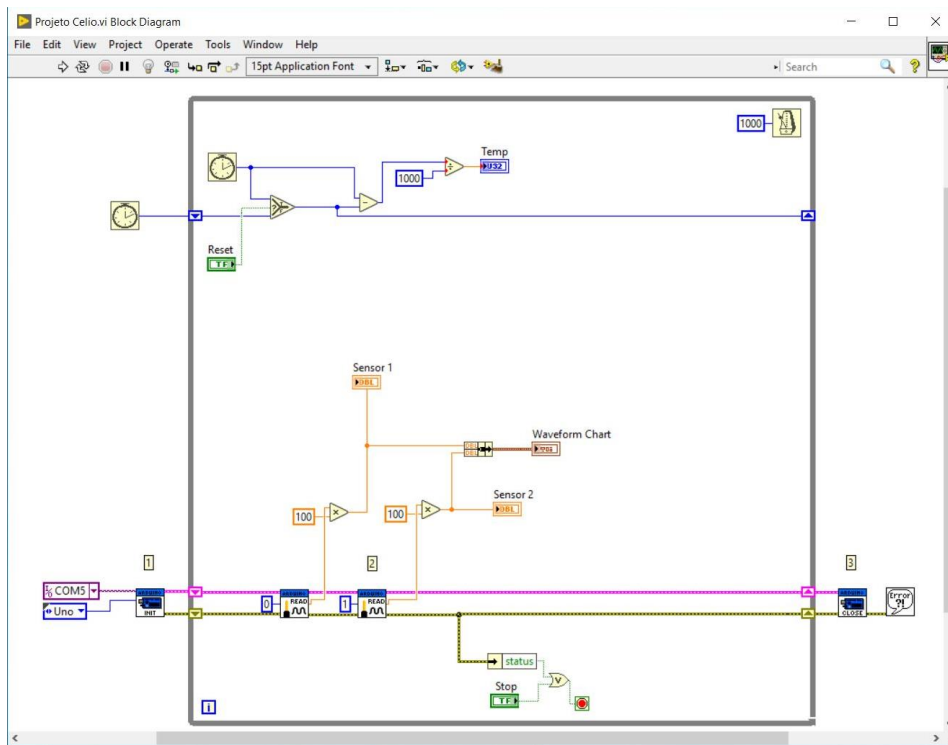 Projeto Celio.vi Block Diagram
File Edit View Project Operate Tools Window Help
15pt Application Font
Search
1000
Temp
1000
U32
Reset
TF
Sensor 1
DBL
Waveform Chart
Sensor 2
100
100
DBL
1
2
3
COM5
Uno
INIT
0
READ
1
READ
CLOSE
Error
?!
status
Stop
TF
i